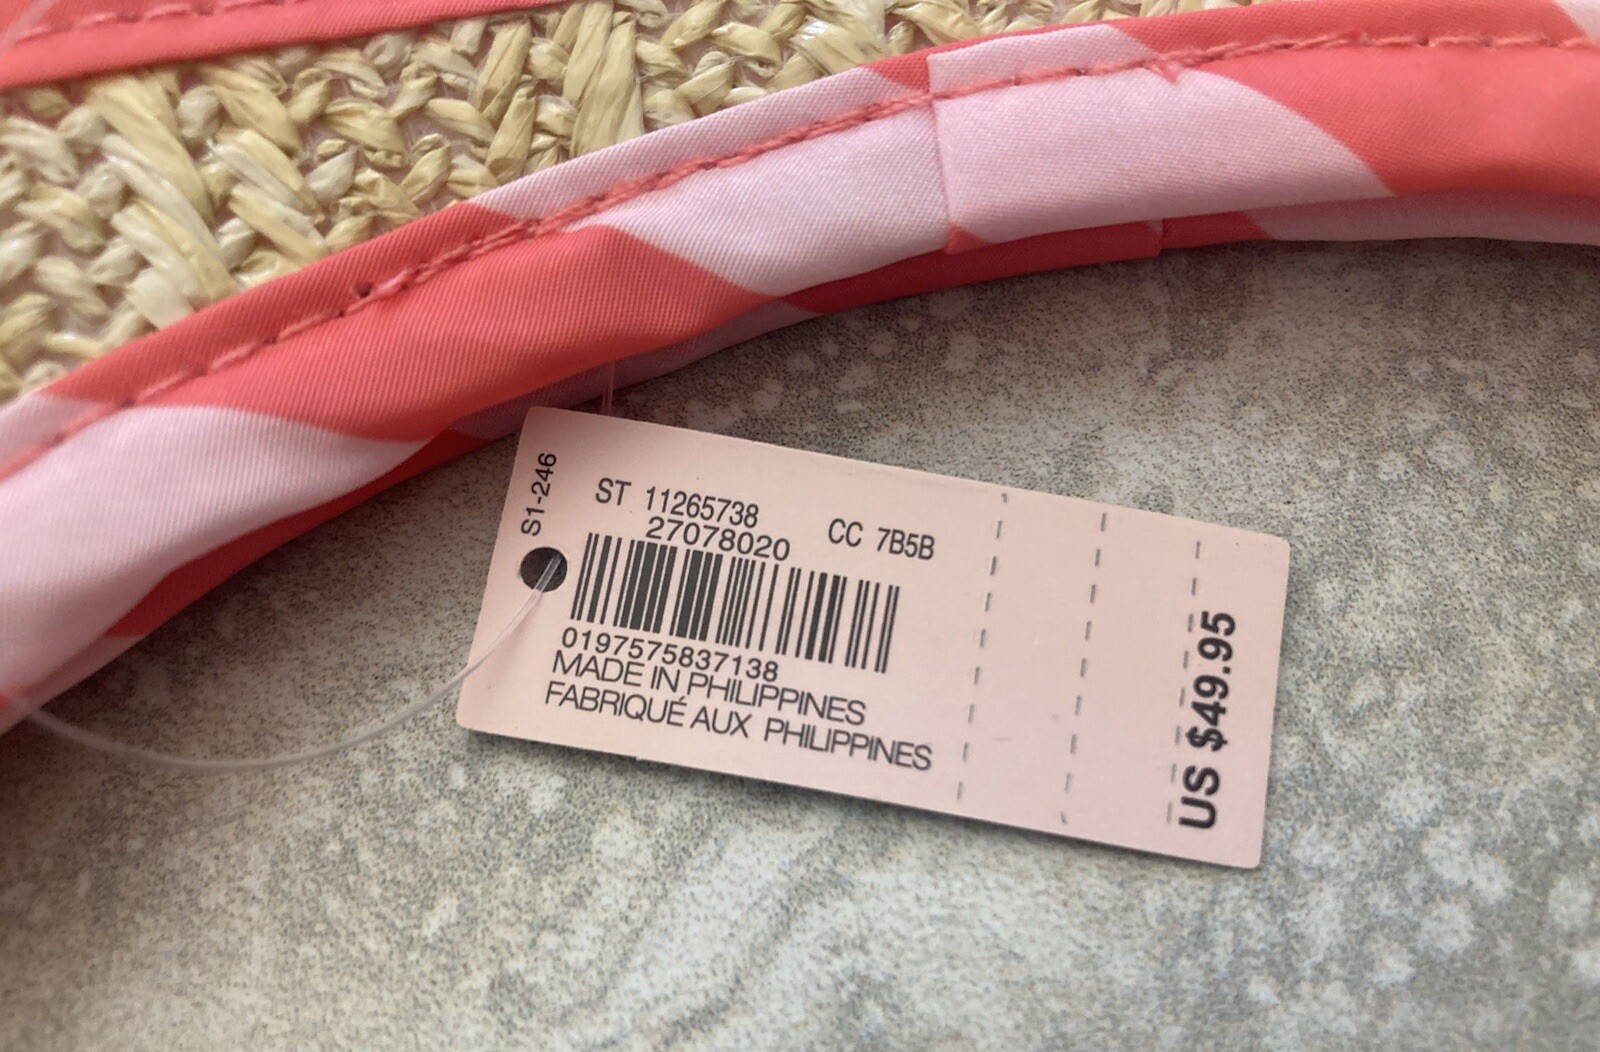 S1-246
ST 11265738 CC 7B5B
27078020
0197575837138
MADE IN PHILIPPINES
FABRIQUÉ AUX PHILIPPINES
US $49.95